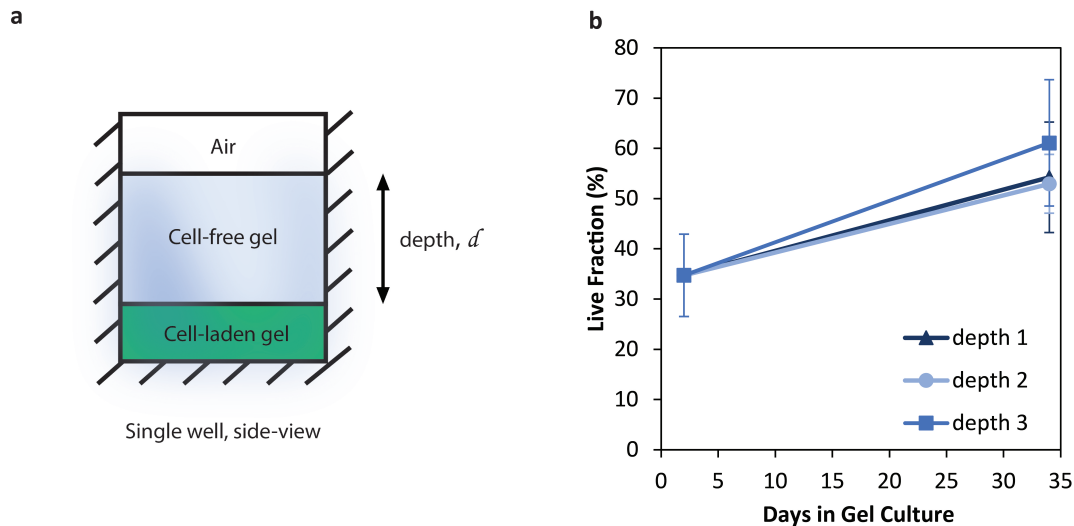 a
Air
Cell-free gel
depth, d
Cell-laden gel
Single well, side-view
b
Live Fraction (%)
80
70
60
50
40
30
20
10
0
depth 1
depth 2
depth 3
0 5 10 15 20 25 30 35
Days in Gel Culture